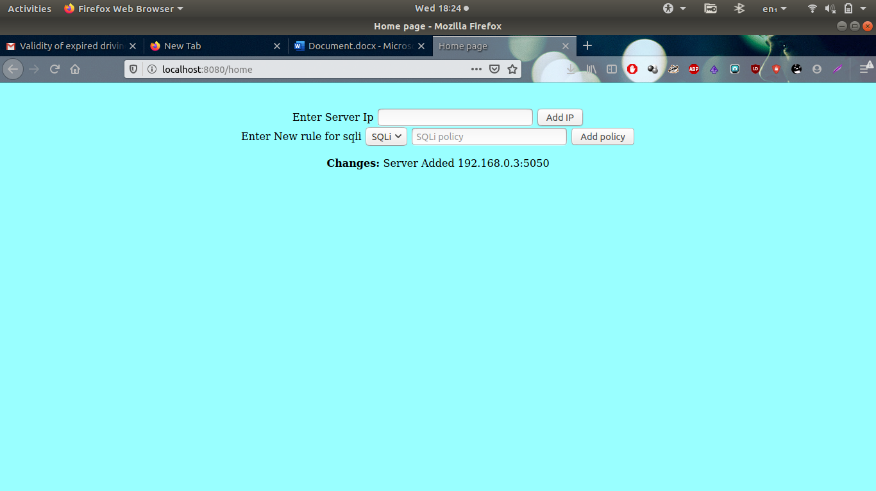 Activities Firefox Web Browser Wed 18:24 en
Home page - Mozilla Firefox
Validity of expired drivin New Tab Document.docx - Micros Home page
localhost:8080/home
Enter Server Ip Add IP
Enter New rule for sqli SQLi SQLi policy Add policy
Changes: Server Added 192.168.0.3:5050